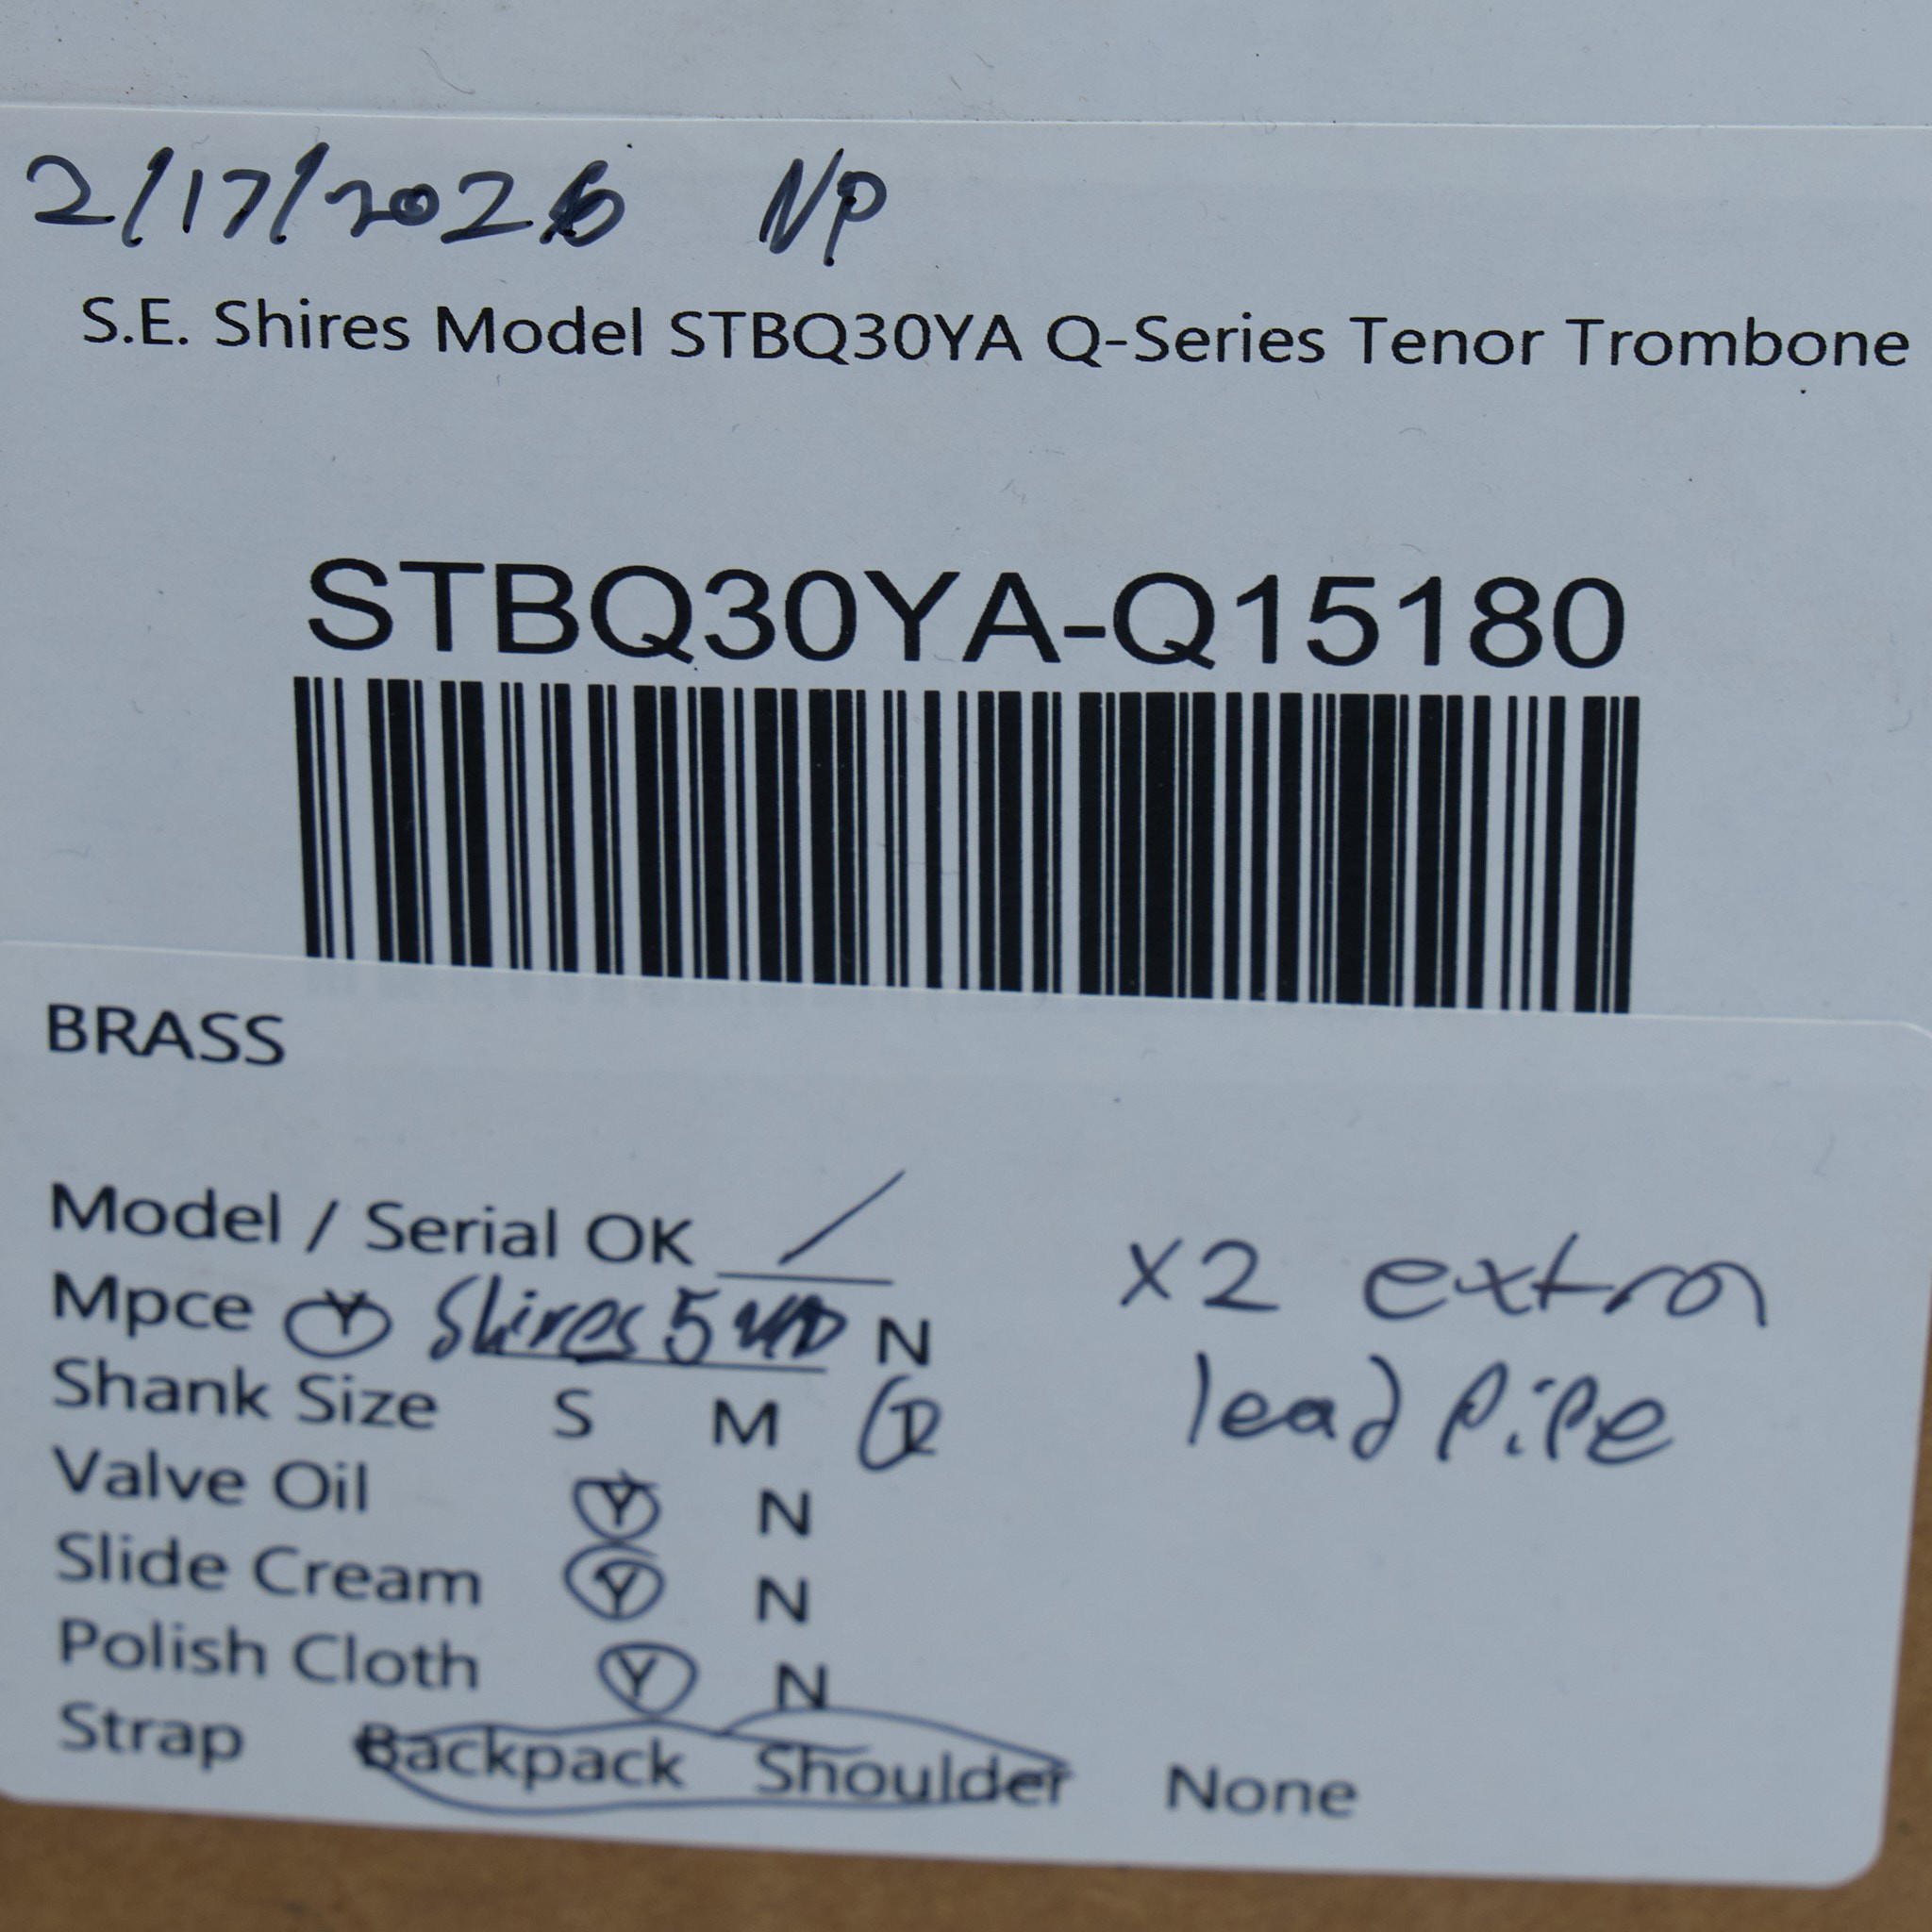 2/17/2026 NP
S.E. Shires Model STBQ30YA Q-Series Tenor Trombone
STBQ30YA-Q15180
BRASS
Model / Serial OK /
Mpce Y Shires 5 N
Shank Size S M L
Valve Oil Y N
Slide Cream Y N
Polish Cloth Y N
Strap Backpack Shoulder None
x2 extra
lead pipe